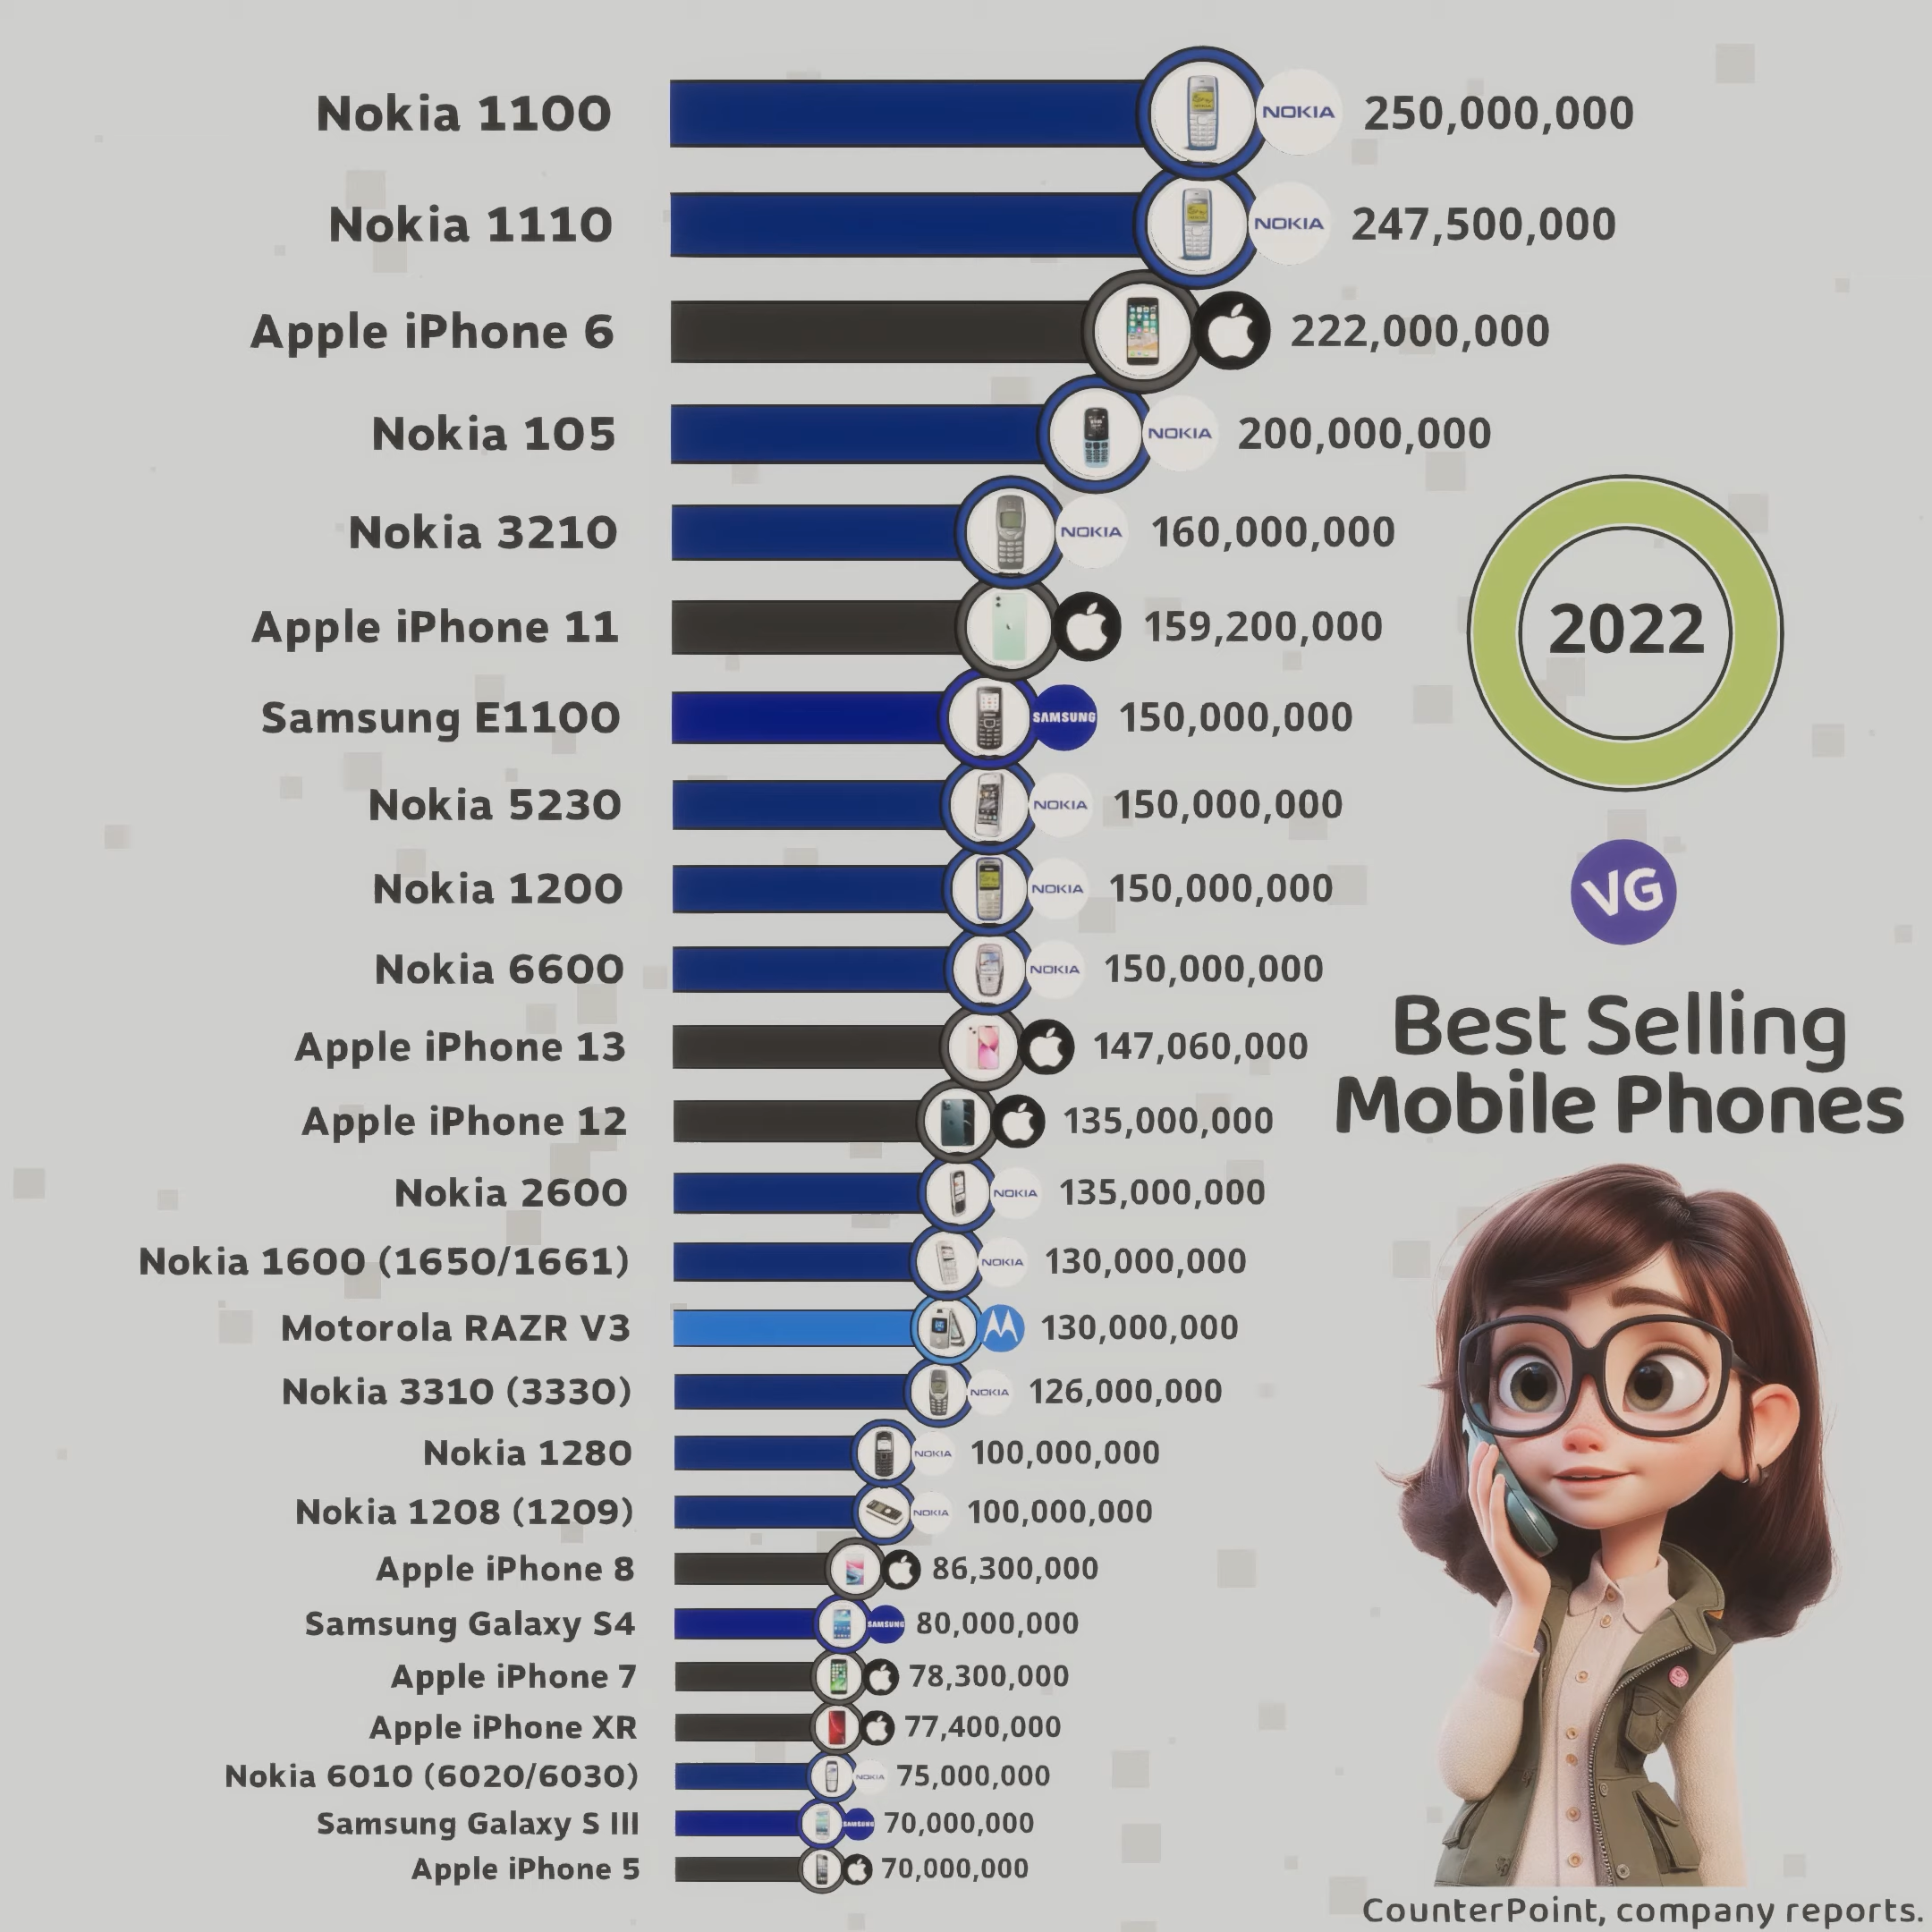 Nokia 1100 NOKIA 250,000,000
Nokia 1110 NOKIA 247,500,000
Apple iPhone 6 222,000,000
Nokia 105 NOKIA 200,000,000
Nokia 3210 NOKIA 160,000,000
Apple iPhone 11 159,200,000
Samsung E1100 SAMSUNG 150,000,000
Nokia 5230 NOKIA 150,000,000
Nokia 1200 NOKIA 150,000,000
Nokia 6600 NOKIA 150,000,000
Apple iPhone 13 147,060,000
Apple iPhone 12 135,000,000
Nokia 2600 NOKIA 135,000,000
Nokia 1600 (1650/1661) NOKIA 130,000,000
Motorola RAZR V3 130,000,000
Nokia 3310 (3330) NOKIA 126,000,000
Nokia 1280 NOKIA 100,000,000
Nokia 1208 (1209) NOKIA 100,000,000
Apple iPhone 8 86,300,000
Samsung Galaxy S4 SAMSUNG 80,000,000
Apple iPhone 7 78,300,000
Apple iPhone XR 77,400,000
Nokia 6010 (6020/6030) NOKIA 75,000,000
Samsung Galaxy S III SAMSUNG 70,000,000
Apple iPhone 5 70,000,000
2022
VG
Best Selling
Mobile Phones
CounterPoint, company reports.